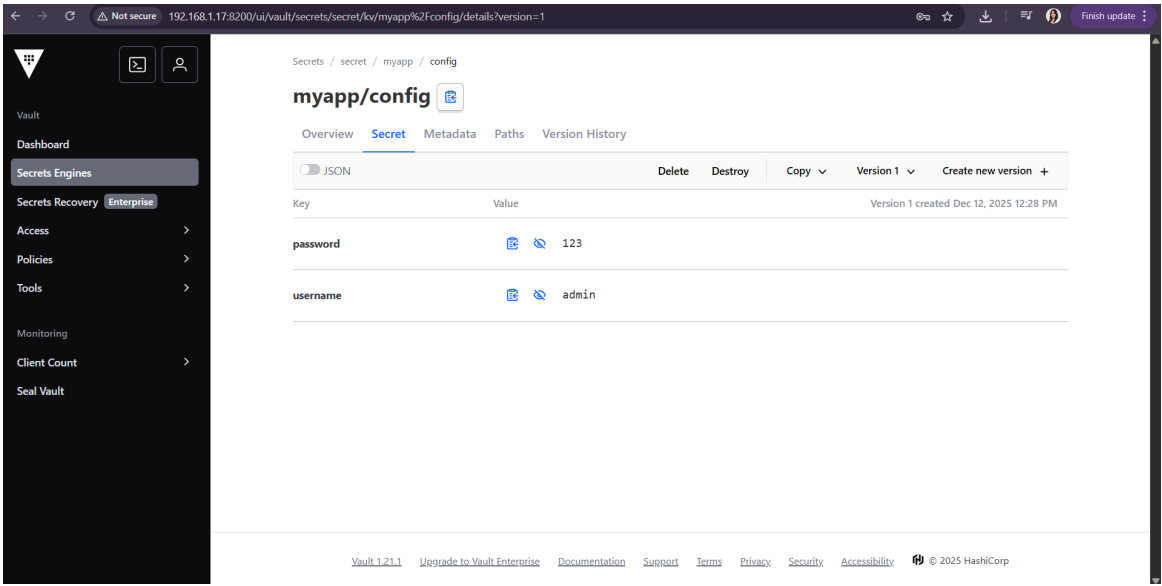 Not secure 192.168.1.17:8200/ui/vault/secrets/secret/kv/myapp%2Fconfig/details?version=1 Finish update
Vault
Dashboard
Secrets Engines
Secrets Recovery Enterprise
Access
Policies
Tools
Monitoring
Client Count
Seal Vault
Secrets / secret / myapp / config
myapp/config
Overview Secret Metadata Paths Version History
JSON Delete Destroy Copy Version 1 Create new version +
Key Value Version 1 created Dec 12, 2025 12:28 PM
password 123
username admin
Vault 1.21.1 Upgrade to Vault Enterprise Documentation Support Terms Privacy Security Accessibility © 2025 HashiCorp